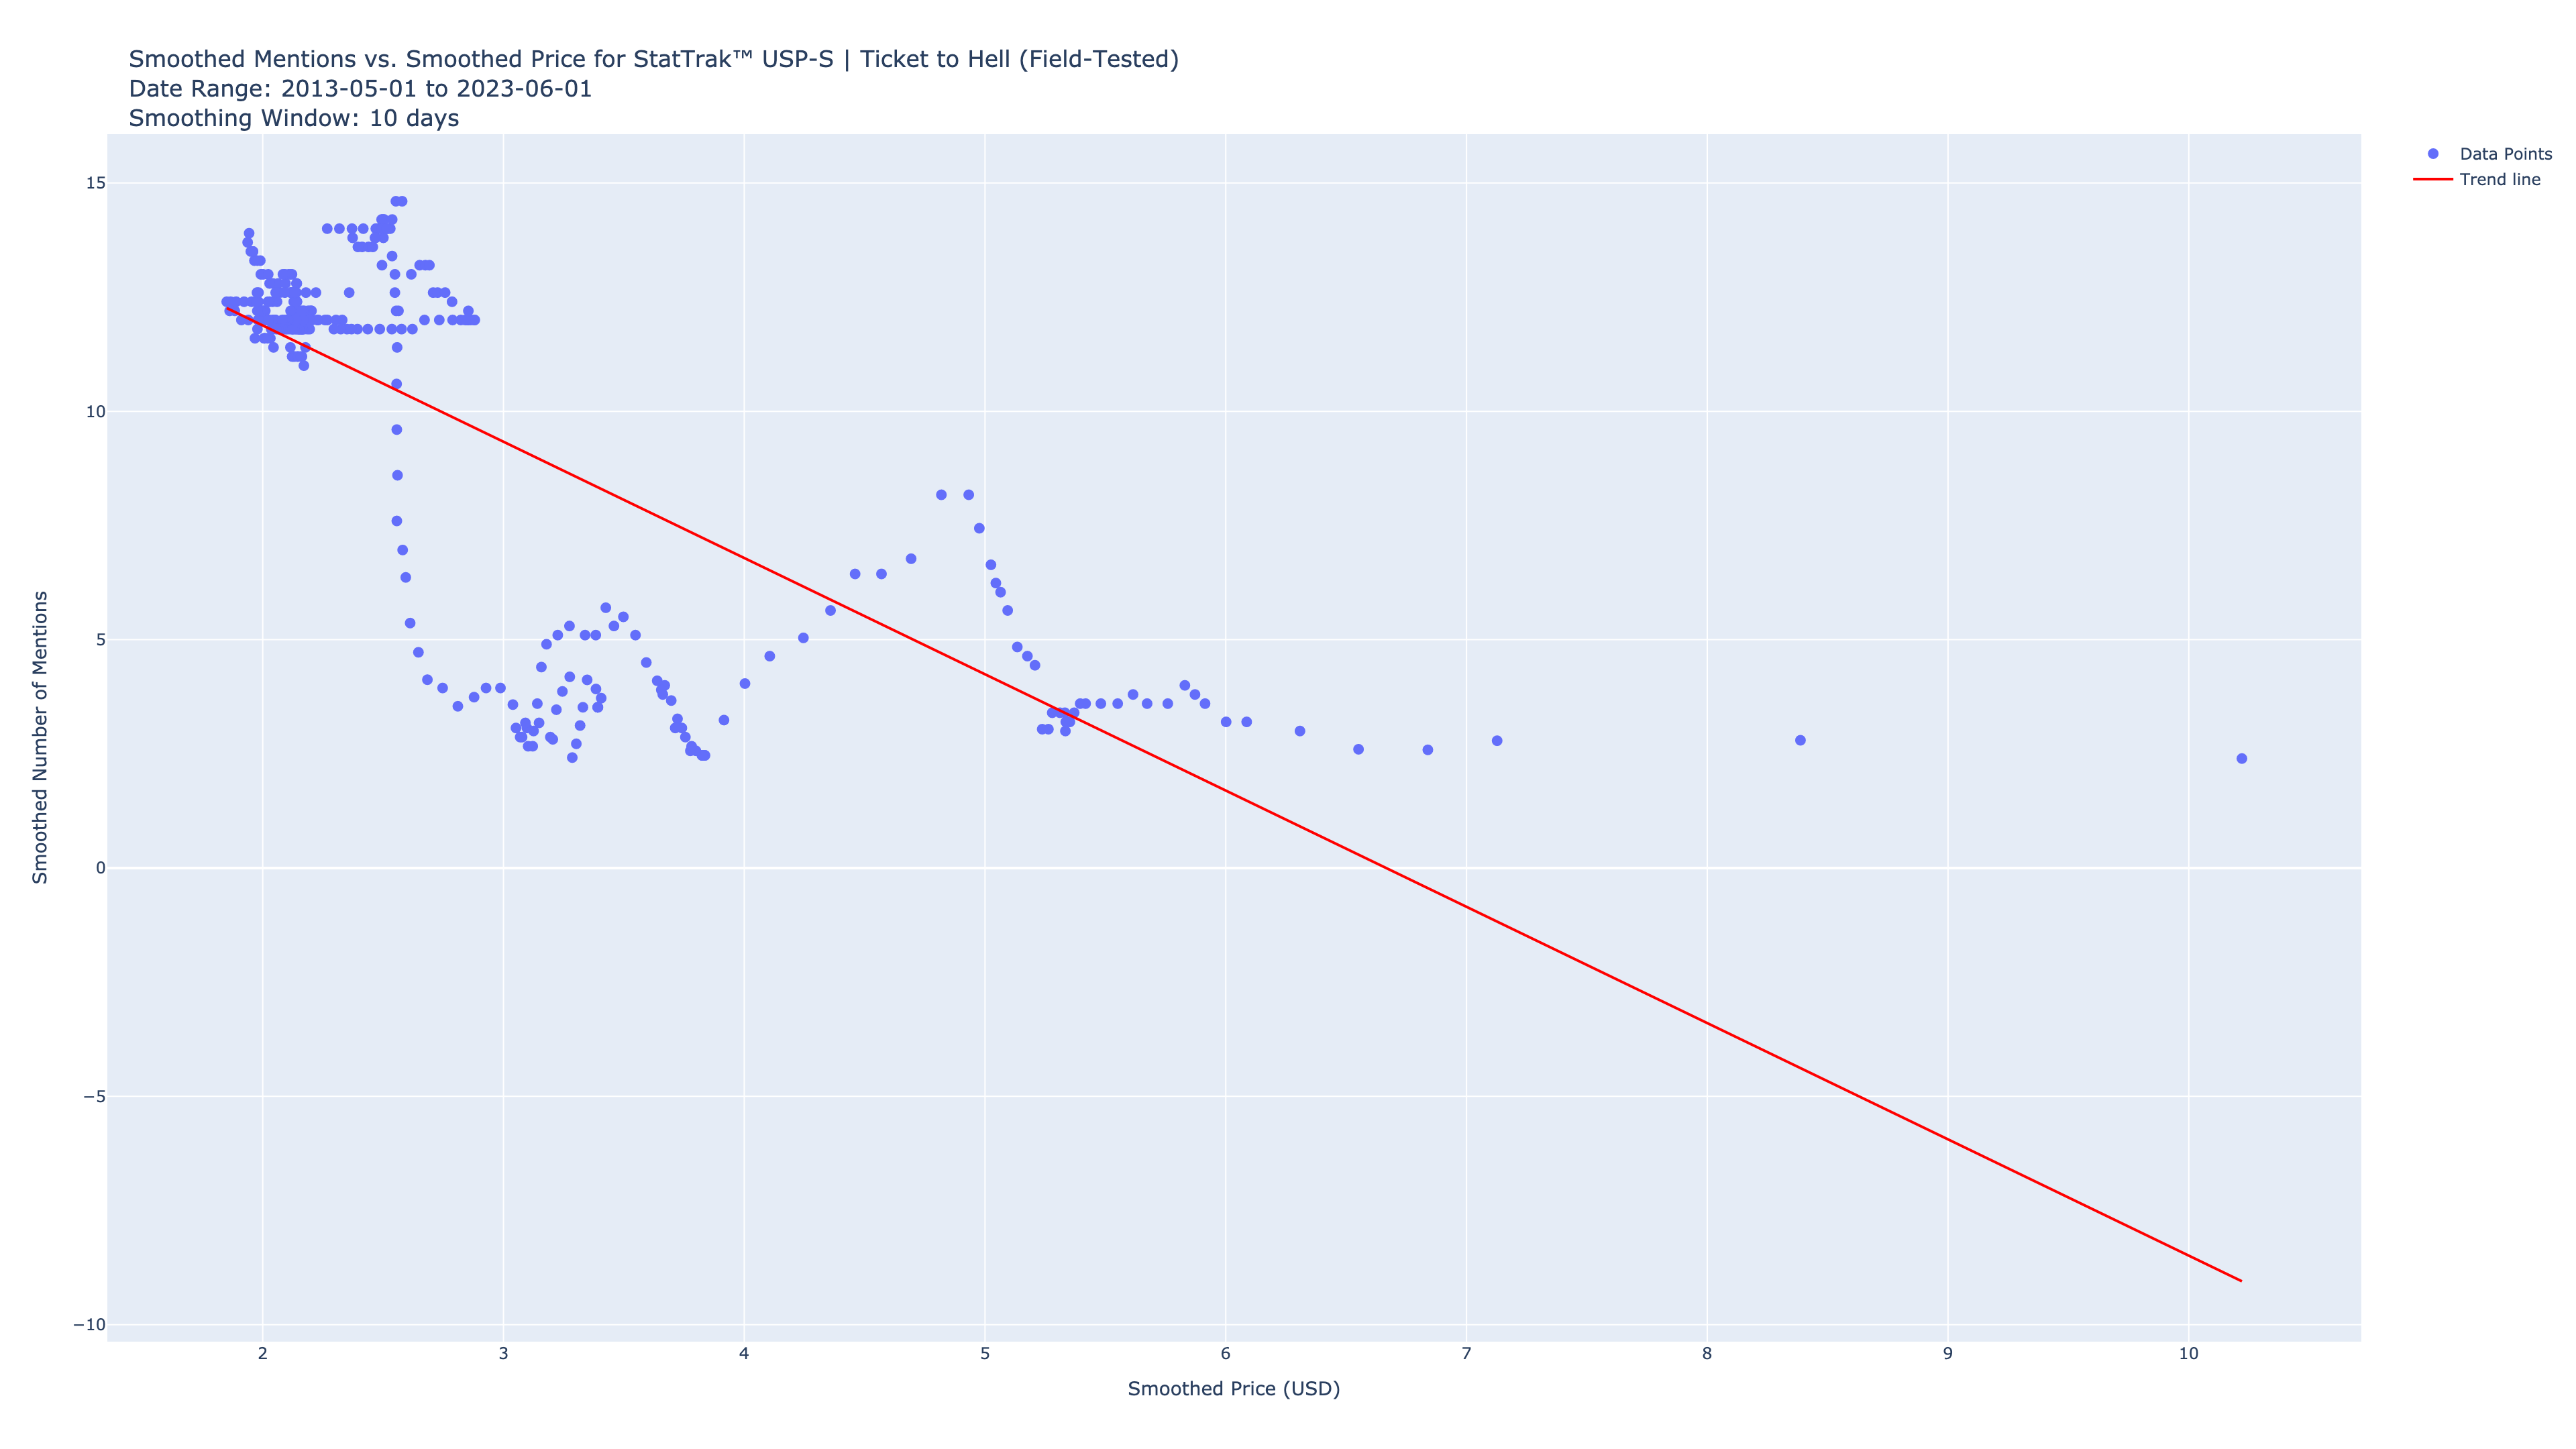 Smoothed Mentions vs. Smoothed Price for StatTrak™ USP-S | Ticket to Hell (Field-Tested)
Date Range: 2013-05-01 to 2023-06-01
Smoothing Window: 10 days
Data Points
Trend line
Smoothed Number of Mentions
15
10
5
0
−5
−10
2 3 4 5 6 7 8 9 10
Smoothed Price (USD)